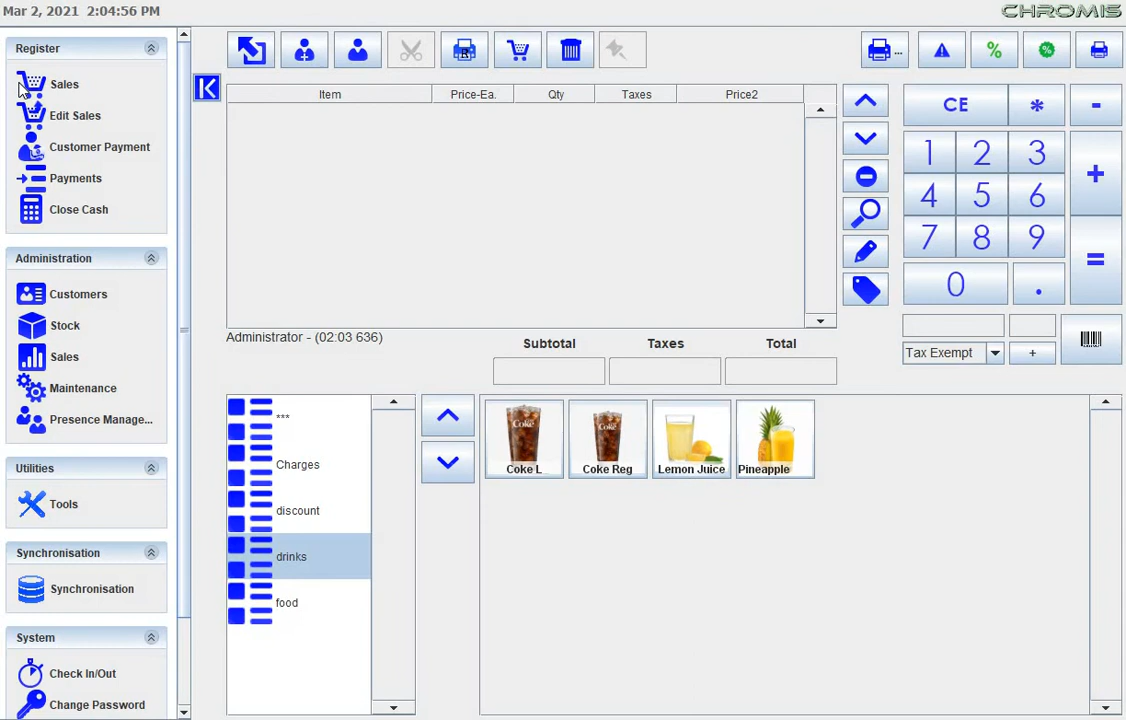 Mar 2, 2021 2:04:56 PM
CHROMIS
Register
Sales
Edit Sales
Customer Payment
Payments
Close Cash
Administration
Customers
Stock
Sales
Maintenance
Presence Manage...
Utilities
Tools
Synchronisation
Synchronisation
System
Check In/Out
Change Password
R
...
%
%
Item Price-Ea. Qty Taxes Price2
CE * -
1 2 3 +
4 5 6
7 8 9 =
0 .
Administrator - (02:03 636)
Subtotal Taxes Total
Tax Exempt +
***
Charges
discount
drinks
food
Coke
Coke L
Coke
Coke Reg
Lemon Juice
Pineapple